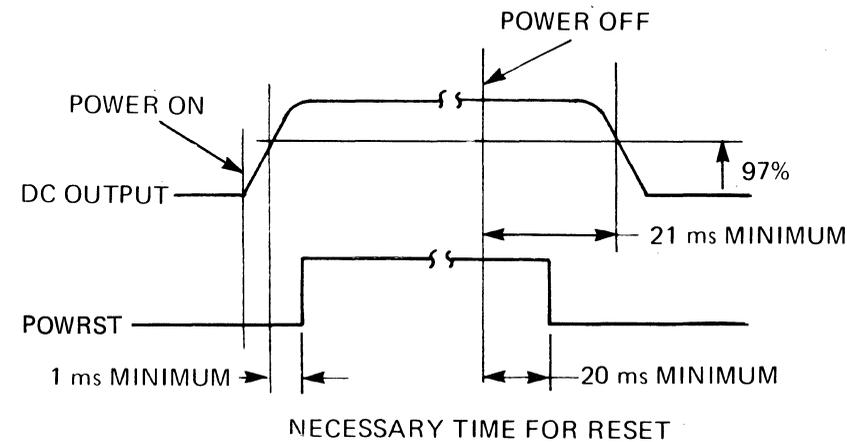 POWER OFF
POWER ON
97%
DC OUTPUT
21 ms MINIMUM
POWRST
1 ms MINIMUM
20 ms MINIMUM
NECESSARY TIME FOR RESET